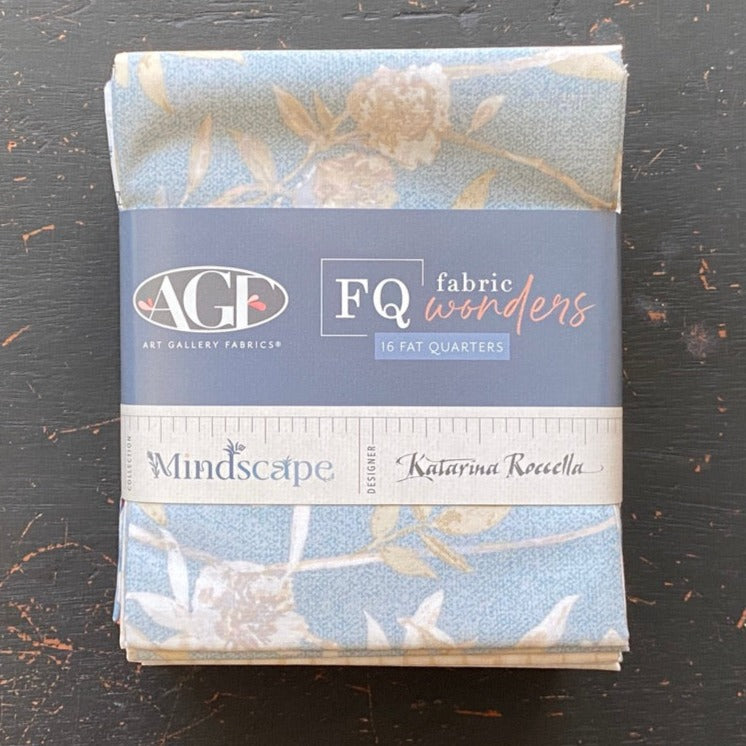 AGF
ART GALLERY FABRICS®
FQ
fabric
wonders
16 FAT QUARTERS
COLLECTION
Mindscape
DESIGNER
Katarina Roccella